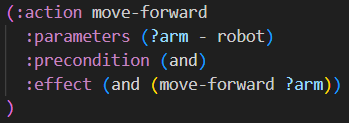 (:action move-forward
  :parameters (?arm - robot)
  :precondition (and)
  :effect (and (move-forward ?arm))
)